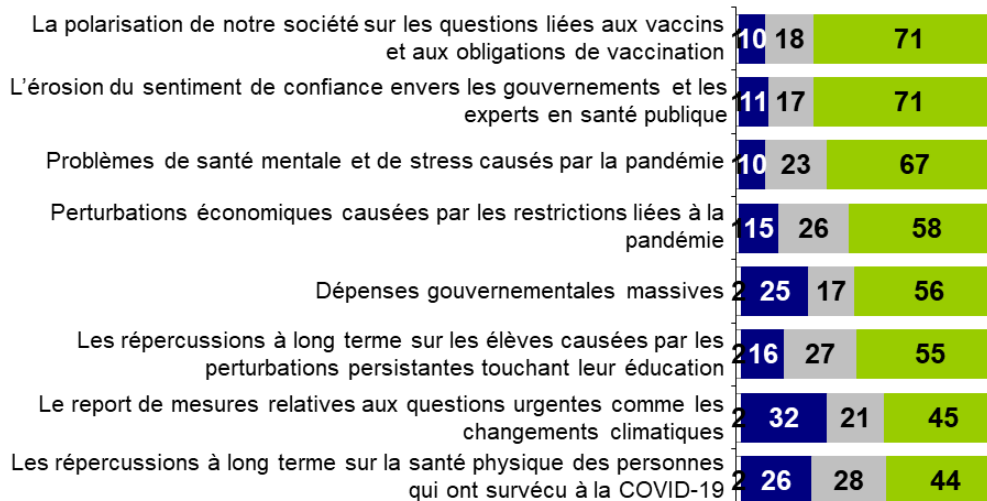 La polarisation de notre société sur les questions liées aux vaccins
et aux obligations de vaccination
1 10 18 71
L'érosion du sentiment de confiance envers les gouvernements et les
experts en santé publique
1 11 17 71
Problèmes de santé mentale et de stress causés par la pandémie
1 10 23 67
Perturbations économiques causées par les restrictions liées à la
pandémie
1 15 26 58
Dépenses gouvernementales massives
2 25 17 56
Les répercussions à long terme sur les élèves causées par les
perturbations persistantes touchant leur éducation
2 16 27 55
Le report de mesures relatives aux questions urgentes comme les
changements climatiques
2 32 21 45
Les répercussions à long terme sur la santé physique des personnes
qui ont survécu à la COVID-19
2 26 28 44